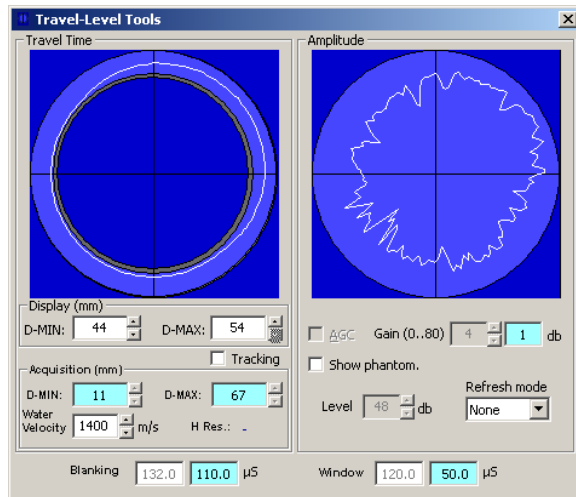 Travel-Level Tools
Travel Time
Amplitude
Display (mm)
D-MIN: 44 D-MAX: 54
Tracking
Acquisition (mm)
D-MIN: 11 D-MAX: 67
Water Velocity 1400 m/s H Res.: -
AGC Gain (0..80) 4 1 db
Show phantom.
Level 48 db
Refresh mode
None
Blanking 132.0 110.0 µS Window 120.0 50.0 µS